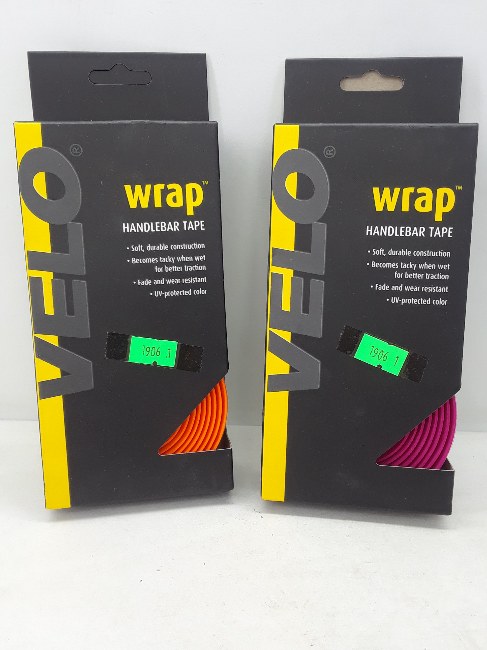 VELO®
wrap™
HANDLEBAR TAPE
• Soft, durable construction
• Becomes tacky when wet
for better traction
• Fade and wear resistant
• UV-protected color
1906 1
VELO®
wrap™
HANDLEBAR TAPE
• Soft, durable construction
• Becomes tacky when wet
for better traction
• Fade and wear resistant
• UV-protected color
1906 1